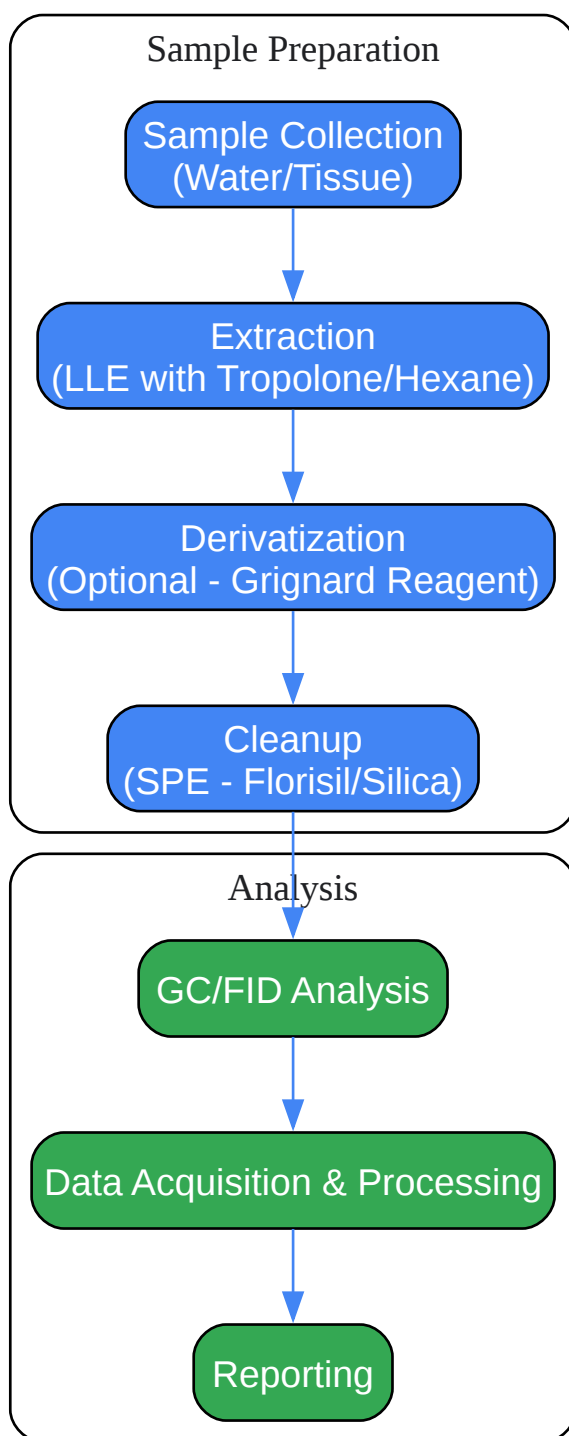 Sample Preparation
Sample Collection
(Water/Tissue)
Extraction
(LLE with Tropolone/Hexane)
Derivatization
(Optional - Grignard Reagent)
Cleanup
(SPE - Florisil/Silica)
Analysis
GC/FID Analysis
Data Acquisition & Processing
Reporting